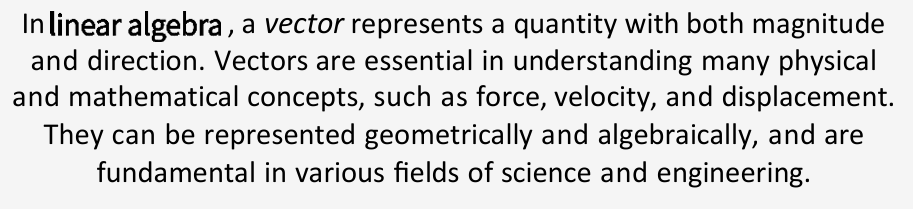 In linear algebra, a vector represents a quantity with both magnitude
and direction. Vectors are essential in understanding many physical
and mathematical concepts, such as force, velocity, and displacement.
They can be represented geometrically and algebraically, and are
fundamental in various fields of science and engineering.